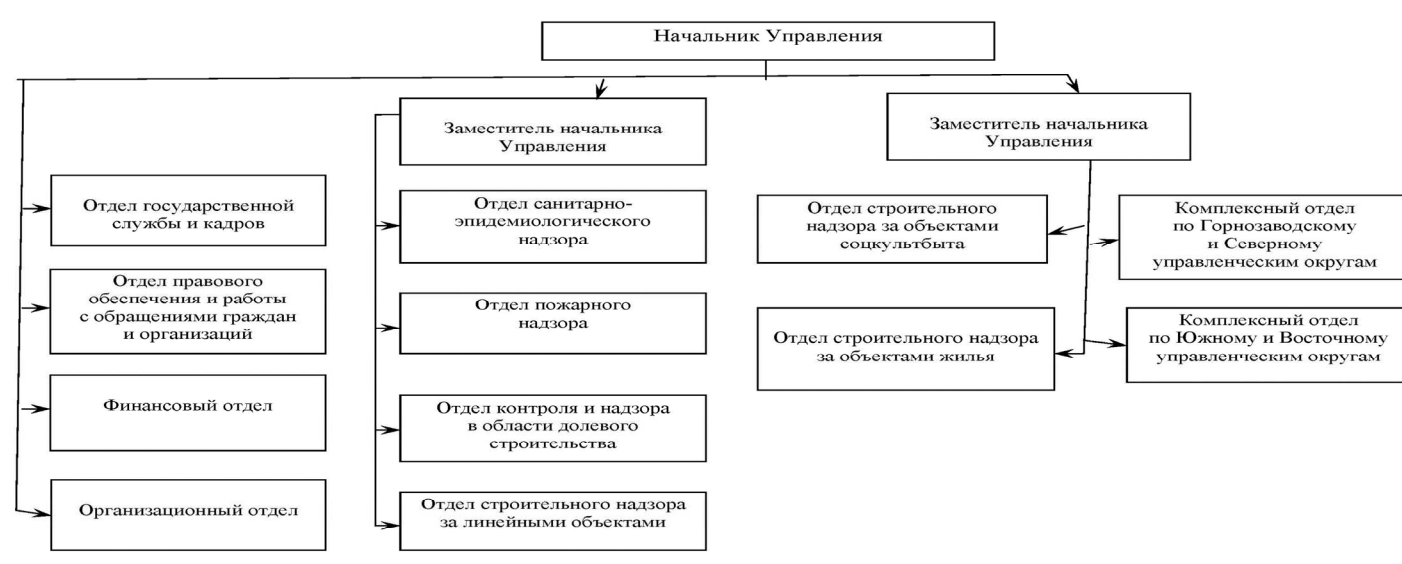 Начальник Управления
Заместитель начальника
Управления
Заместитель начальника
Управления
Отдел государственной
службы и кадров
Отдел правового
обеспечения и работы
с обращениями граждан
и организаций
Финансовый отдел
Организационный отдел
Отдел санитарно-
эпидемиологического
надзора
Отдел пожарного
надзора
Отдел контроля и надзора
в области долевого
строительства
Отдел строительного надзора
за линейными объектами
Отдел строительного
надзора за объектами
соцкультбыта
Отдел строительного надзора
за объектами жилья
Комплексный отдел
по Горнозаводскому
и Северному
управленческим округам
Комплексный отдел
по Южному и Восточному
управленческим округам